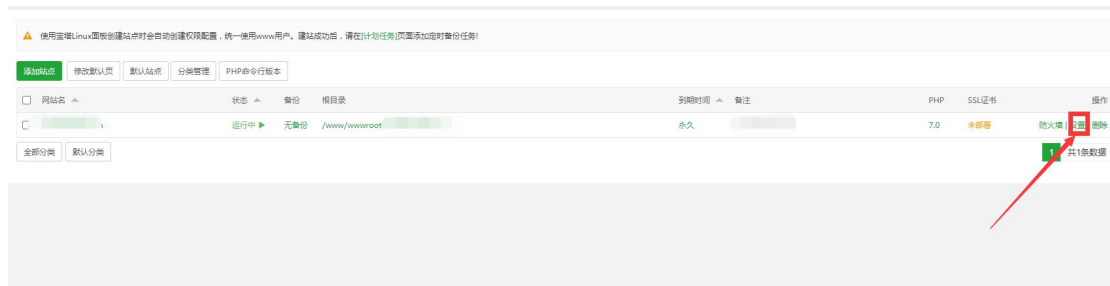 使用宝塔Linux面板创建站点时会自动创建权限配置，统一使用www用户。建站成功后，请在[计划任务]页面添加定时备份任务!
添加站点 修改默认页 默认站点 分类管理 PHP命令行版本
网站名 状态 备份 根目录 到期时间 备注 PHP SSL证书 操作
运行中 无备份 /www/wwwroot 永久 7.0 未部署 防火墙 | 设置 删除
全部分类 默认分类 1 共1条数据